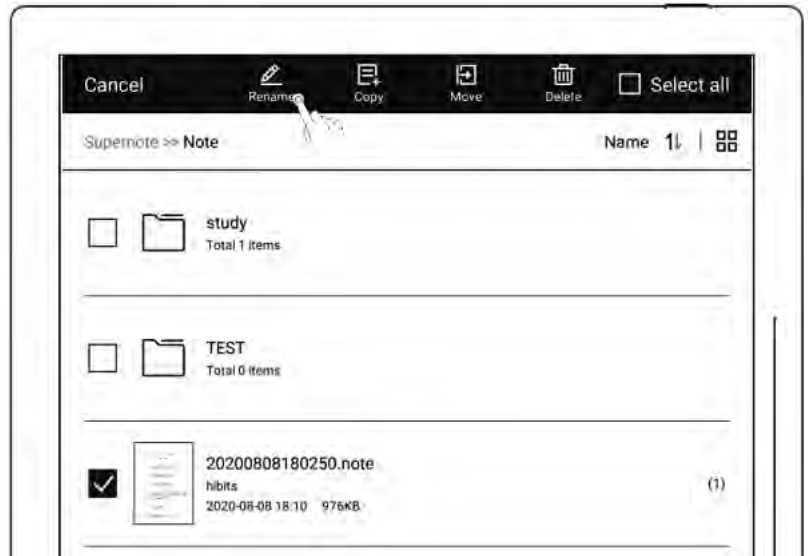 Cancel Rename Copy Move Delete Select all
Supernote >> Note Name
study
Total 1 items
TEST
Total 0 items
20200808180250.note
hibits
2020-08-08 18:10 976KB
(1)